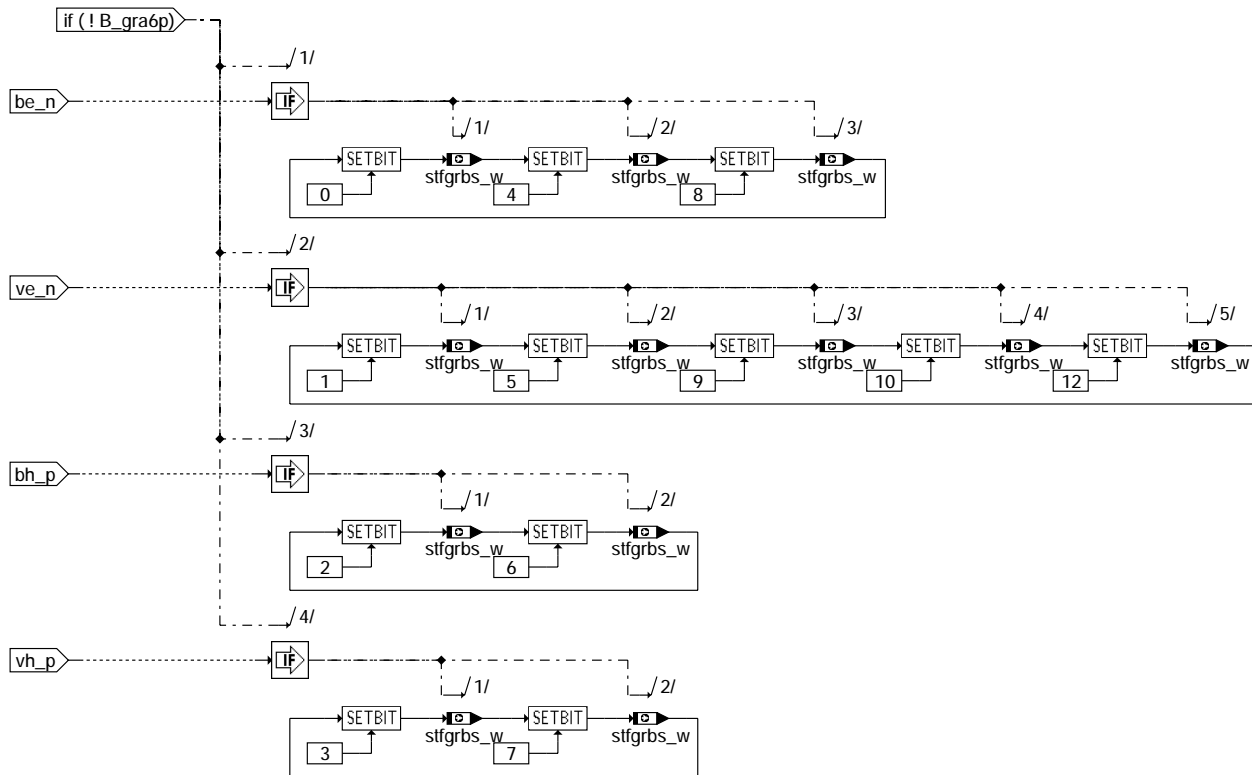 if ( ! B_gra6p)
/1/
be_n
IF
/1/ /2/ /3/
SETBIT SETBIT SETBIT
stfgrbs_w stfgrbs_w stfgrbs_w
0 4 8
/2/
ve_n
IF
/1/ /2/ /3/ /4/ /5/
SETBIT SETBIT SETBIT SETBIT SETBIT
stfgrbs_w stfgrbs_w stfgrbs_w stfgrbs_w stfgrbs_w
1 5 9 10 12
/3/
bh_p
IF
/1/ /2/
SETBIT SETBIT
stfgrbs_w stfgrbs_w
2 6
/4/
vh_p
IF
/1/ /2/
SETBIT SETBIT
stfgrbs_w stfgrbs_w
3 7